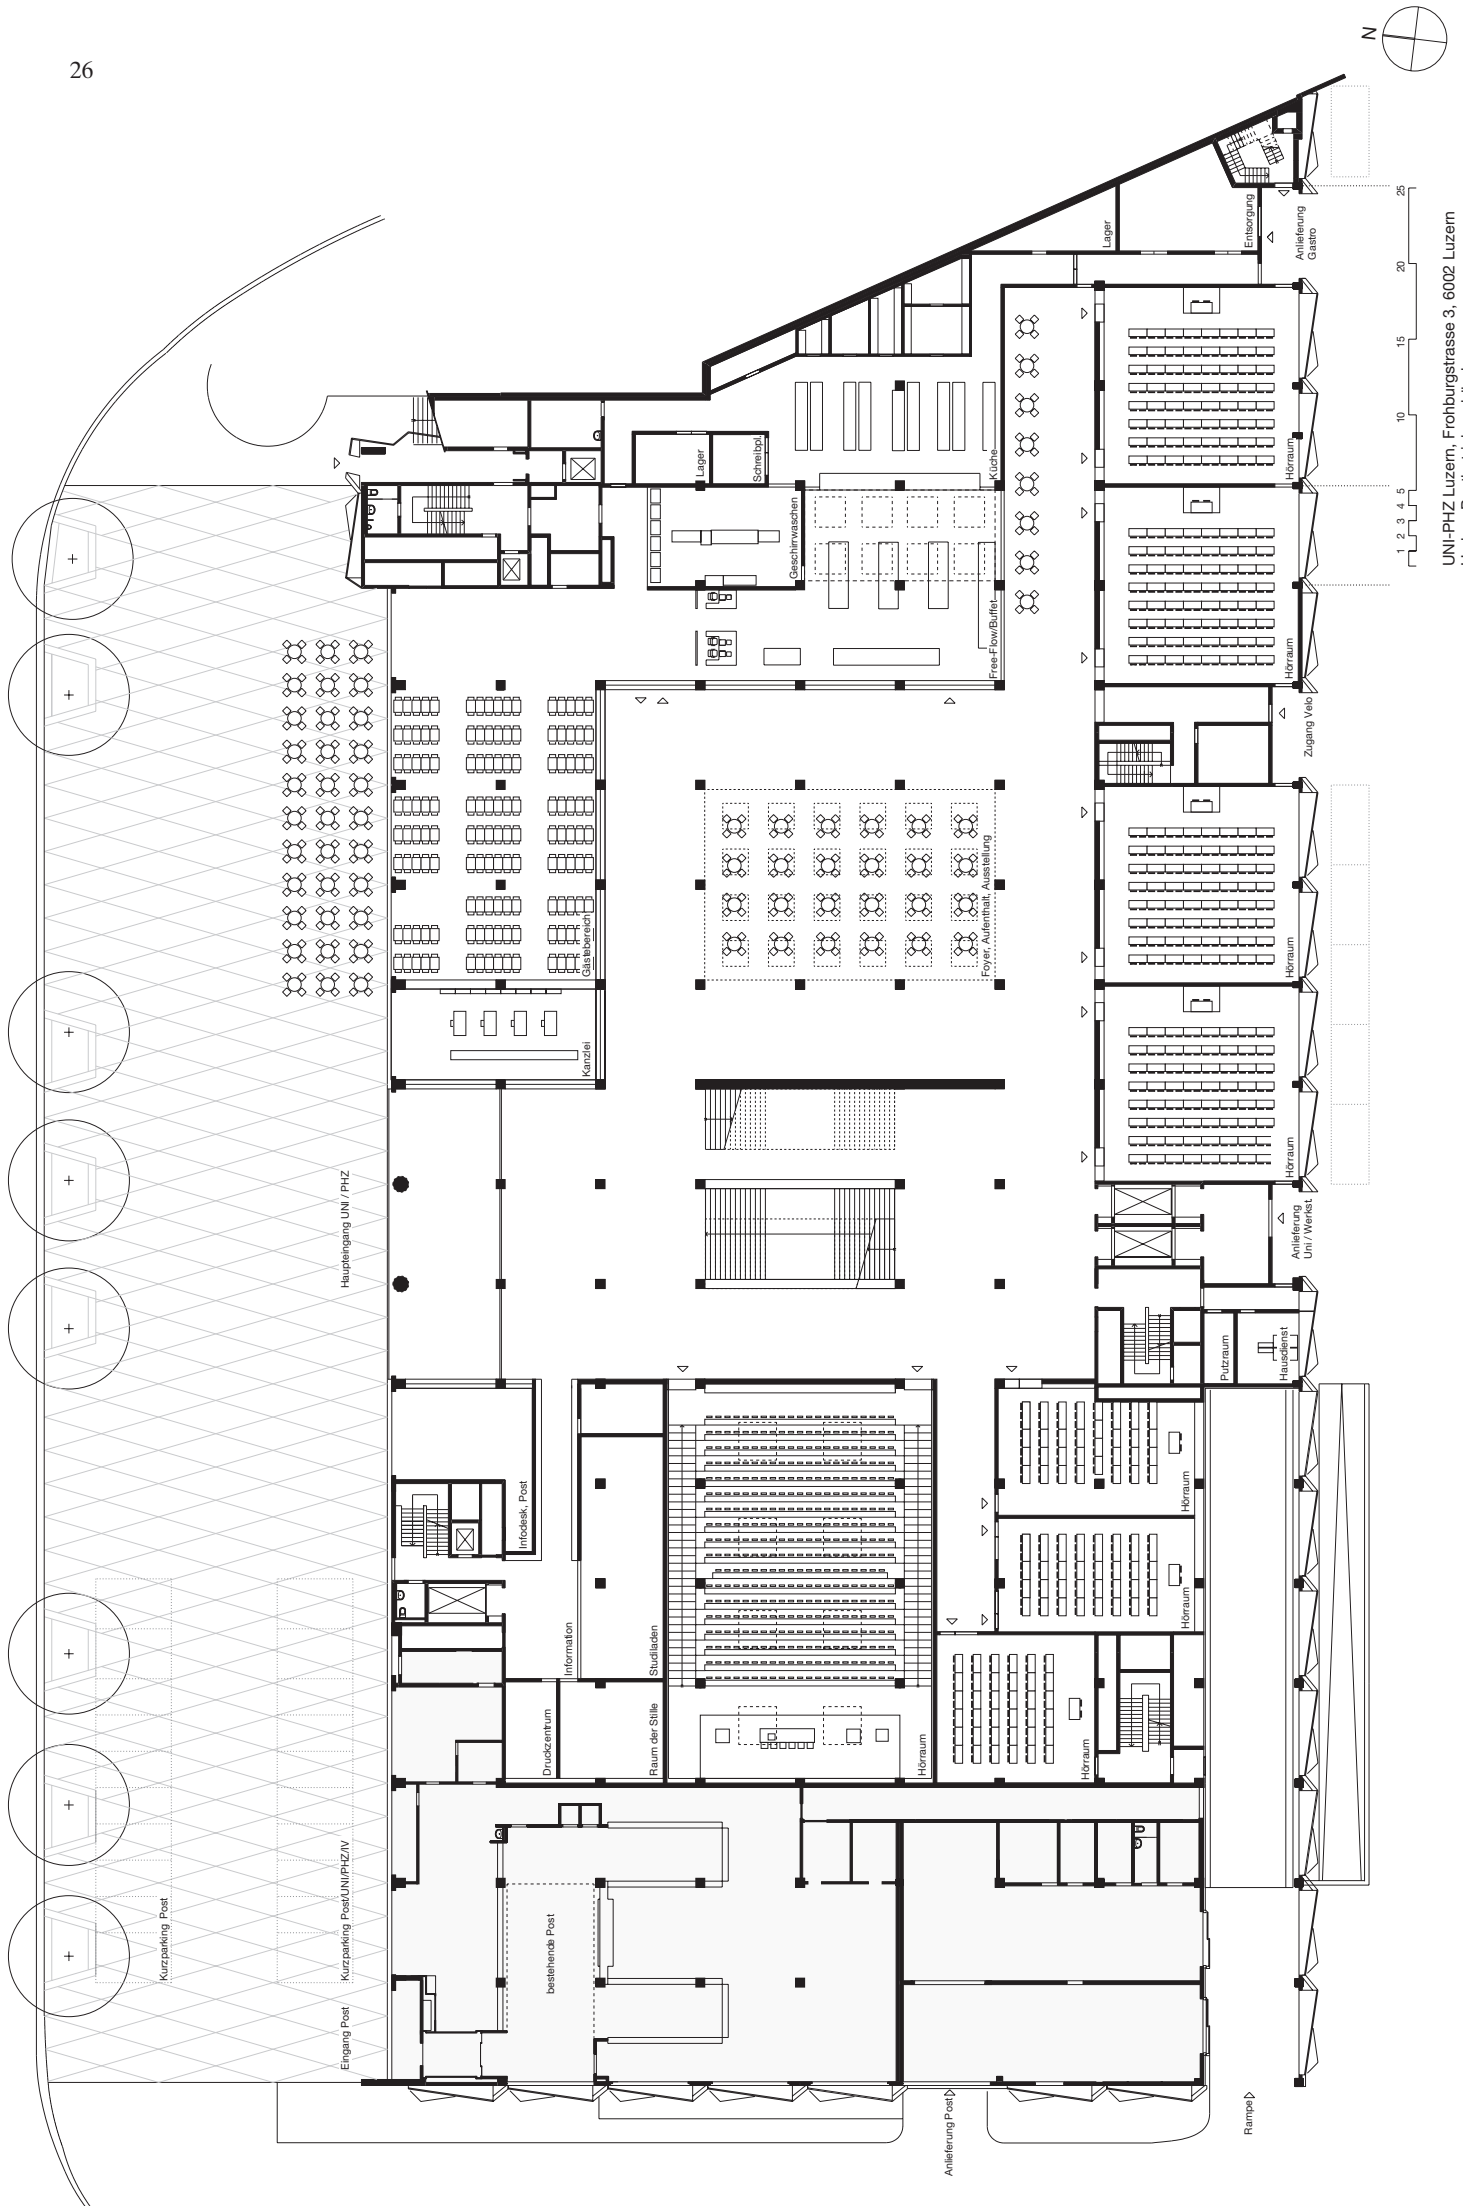 26
Kurzparking Post
Eingang Post
Kurzparking Post/UNI/PHZ/IV
Haupteingang UNI / PHZ
Infodesk, Post
bestehende Post
Druckzentrum
Information
Kanzlei
Gästebereich
Raum der Stille
Studiladen
Lager
Schreibpl.
Geschirrwaschen
Hörraum
Anlieferung Post
Foyer, Aufenthalt, Ausstellung
Free-Flow/Buffet
Küche
Hörraum
Lager
Hörraum
Hörraum
Putzraum
Rampe
Entsorgung
Hausdienst
Hörraum
Hörraum
Hörraum
Hörraum
Anlieferung
Uni / Werkst.
Zugang Velo
Anlieferung
Gastro
N
1 2 3 4 5 10 15 20 25
UNI-PHZ Luzern, Frohburgstrasse 3, 6002 Luzern